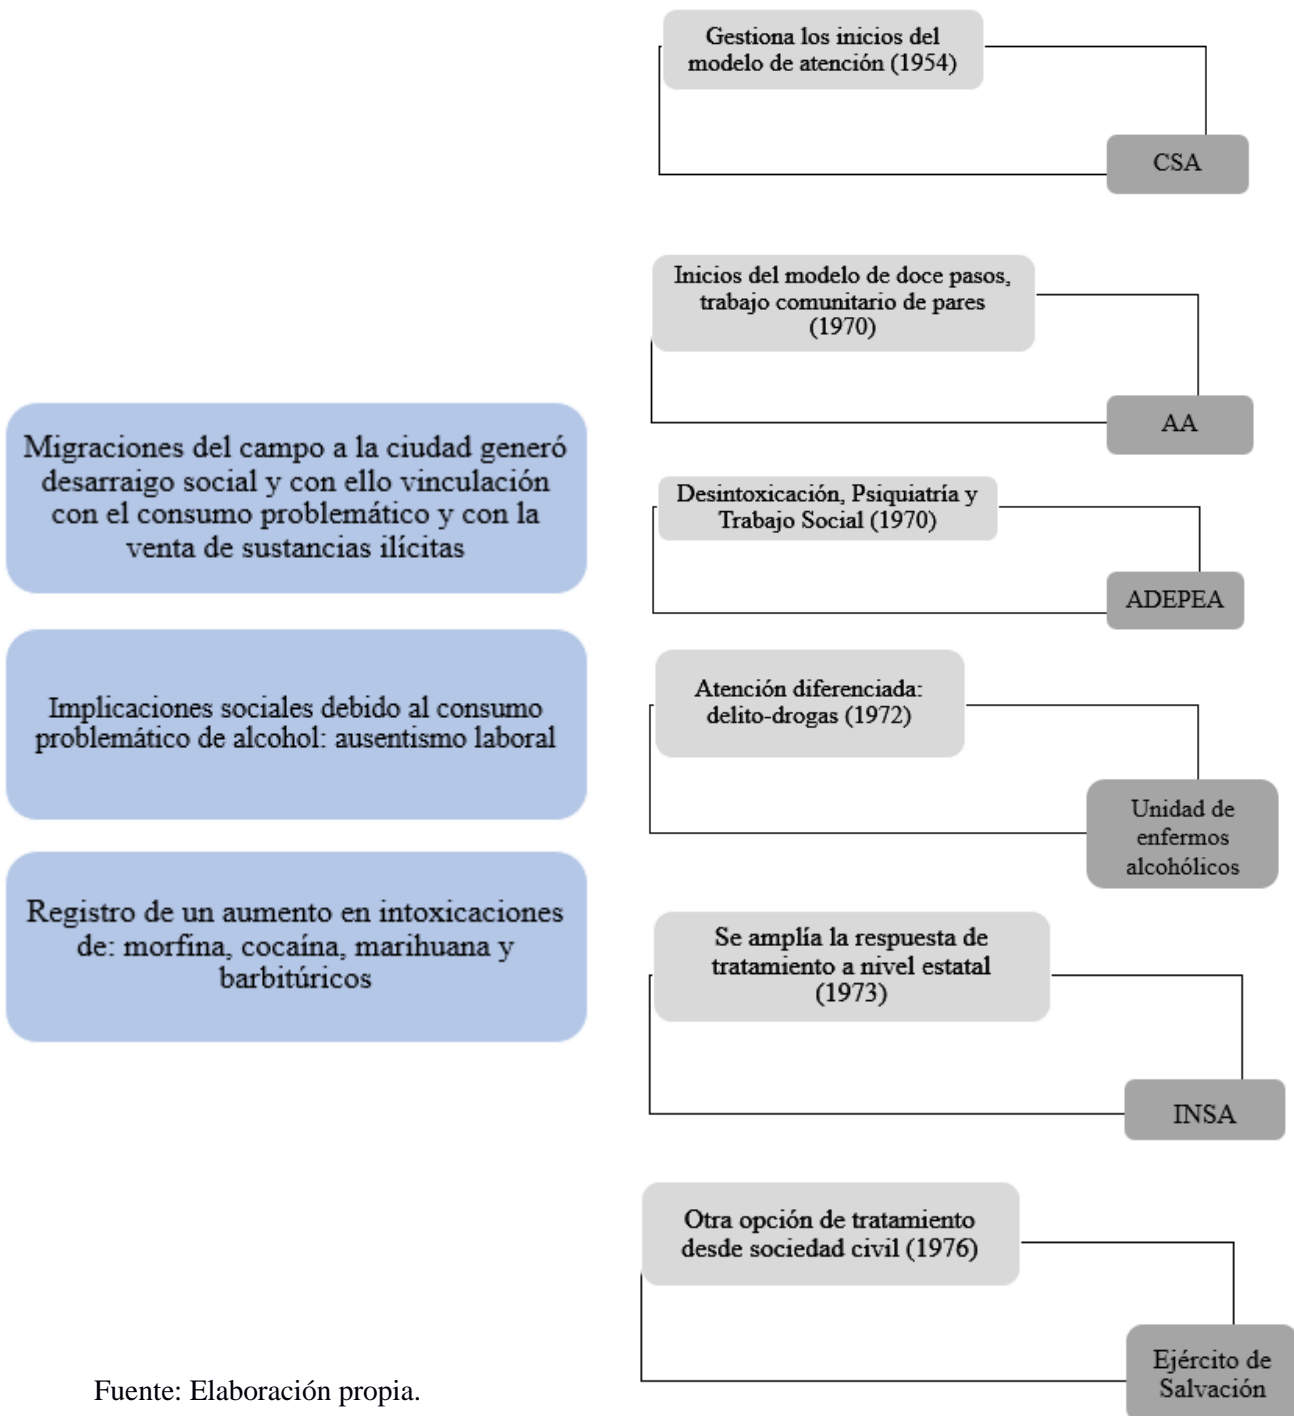 Gestiona los inicios del
modelo de atención (1954)
CSA
Inicios del modelo de doce pasos,
trabajo comunitario de pares
(1970)
AA
Migraciones del campo a la ciudad generó
desarraigo social y con ello vinculación
con el consumo problemático y con la
venta de sustancias ilícitas
Desintoxicación, Psiquiatría y
Trabajo Social (1970)
ADEPEA
Implicaciones sociales debido al consumo
problemático de alcohol: ausentismo laboral
Atención diferenciada:
delito-drogas (1972)
Unidad de
enfermos
alcohólicos
Registro de un aumento en intoxicaciones
de: morfina, cocaína, marihuana y
barbitúricos
Se amplía la respuesta de
tratamiento a nivel estatal
(1973)
INSA
Otra opción de tratamiento
desde sociedad civil (1976)
Ejército de
Salvación
Fuente: Elaboración propia.